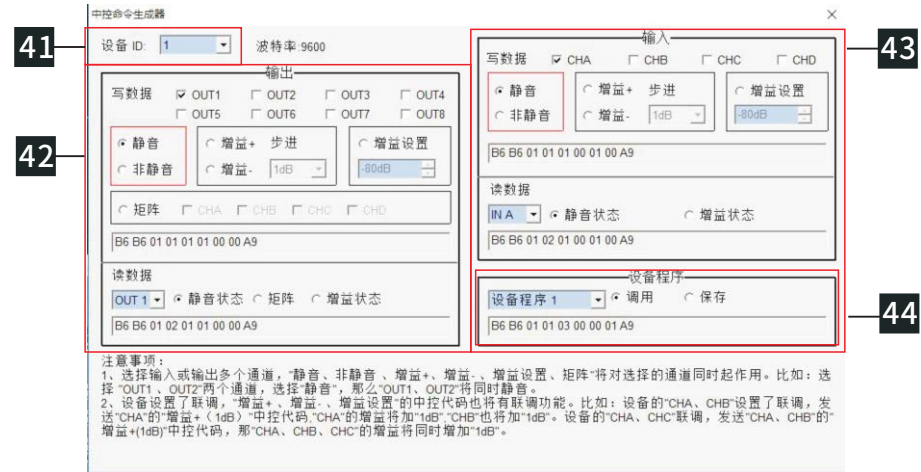 中控命令生成器
41
设备 ID: 1 波特率:9600
输出
写数据 OUT1 OUT2 OUT3 OUT4
OUT5 OUT6 OUT7 OUT8
42
静音 增益+ 步进 增益设置
非静音 增益- 1dB -80dB
矩阵 CHA CHB CHC CHD
B6 B6 01 01 01 01 00 00 A9
读数据
OUT 1 静音状态 矩阵 增益状态
B6 B6 01 02 01 01 00 00 A9
输入
43
写数据 CHA CHB CHC CHD
静音 增益+ 步进 增益设置
非静音 增益- 1dB -80dB
B6 B6 01 01 01 00 01 00 A9
读数据
IN A 静音状态 增益状态
B6 B6 01 02 01 00 01 00 A9
设备程序
44
设备程序 1 调用 保存
B6 B6 01 01 03 00 00 01 A9
注意事项：
1、选择输入或输出多个通道，"静音、非静音 、增益+、增益-、增益设置、矩阵"将对选择的通道同时起作用。比如：选
择 "OUT1 、OUT2"两个通道，选择"静音"，那么"OUT1、OUT2"将同时静音。
2、设备设置了联调，"增益+ 、增益- 、增益设置"的中控代码也将有联调功能。比如：设备的"CHA、CHB"设置了联调，发
送"CHA"的"增益+（1dB）"中控代码,"CHA"的增益将加"1dB","CHB"也将加"1dB"。设备的"CHA、CHC"联调，发送"CHA、CHB"的"
增益+(1dB)"中控代码，那"CHA、CHB、CHC"的增益将同时增加"1dB"。